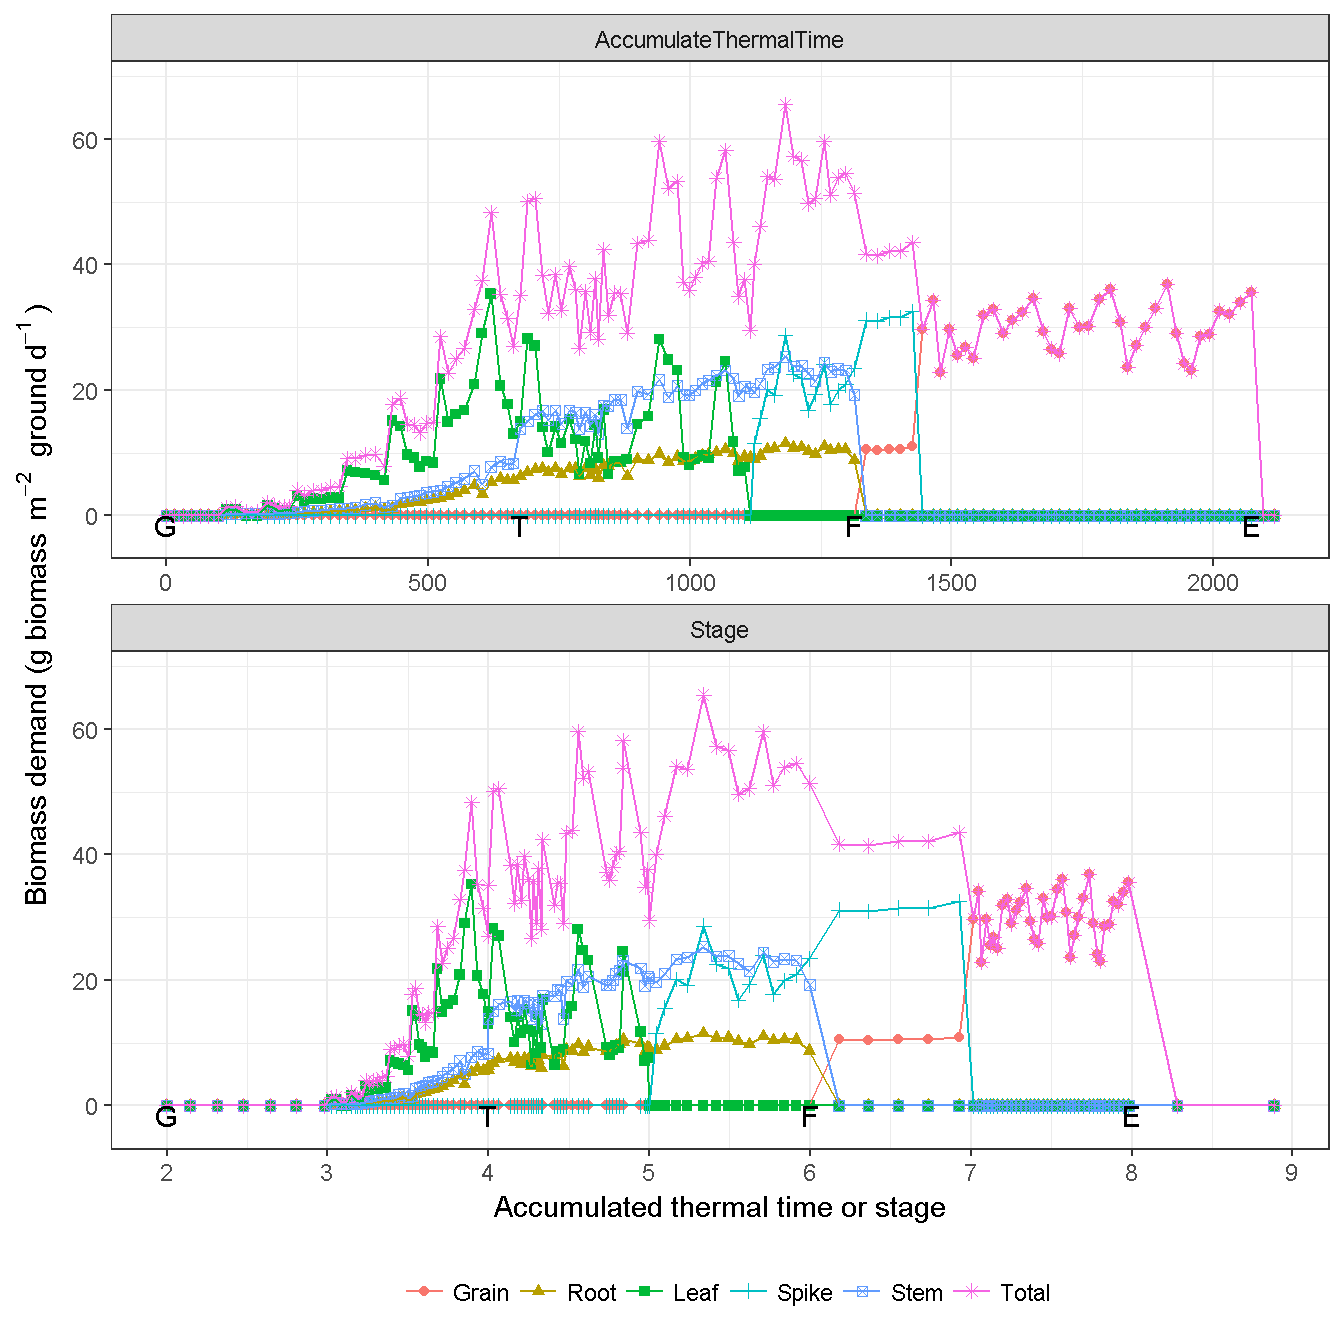 AccumulateThermalTime
60
40
20
0
G T F E
0 500 1000 1500 2000
Stage
60
40
20
0
G T F E
2 3 4 5 6 7 8 9
Biomass demand (g biomass m⁻² ground d⁻¹ )
Accumulated thermal time or stage
Grain Root Leaf Spike Stem Total